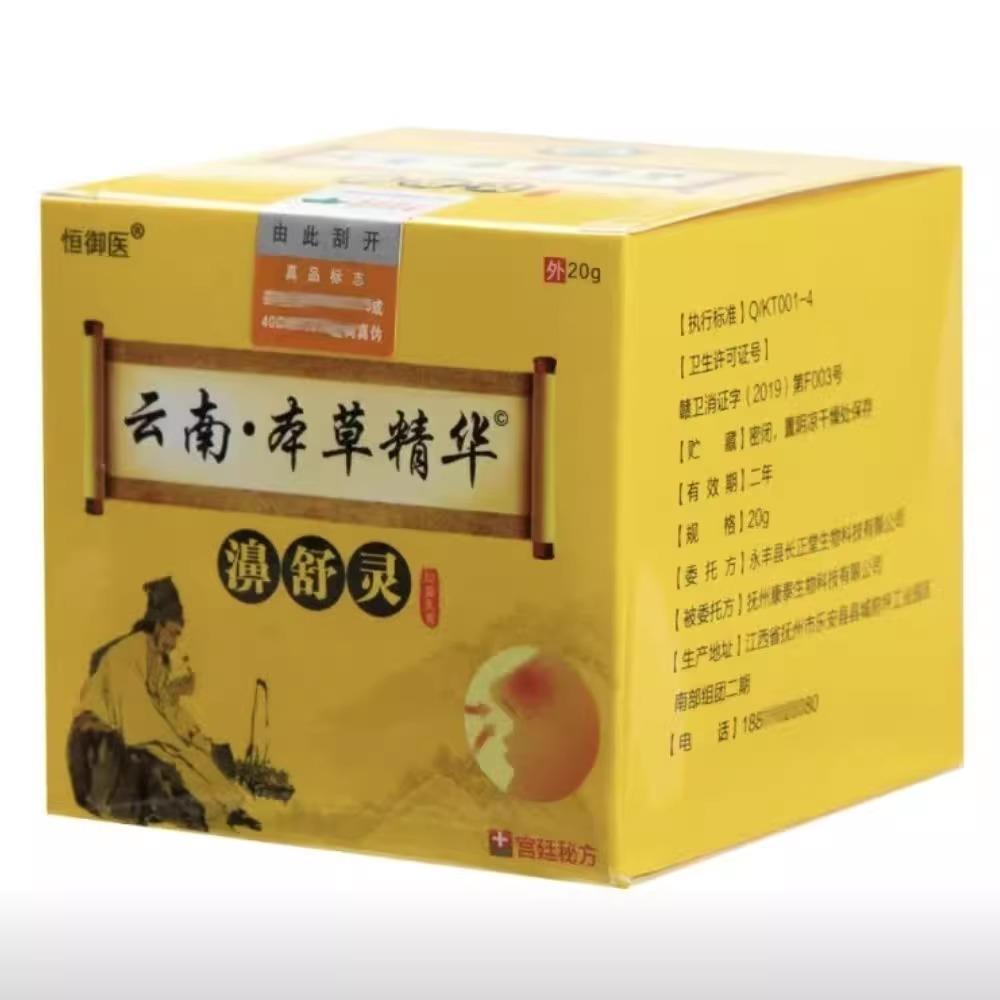 恒御医®
由此刮开
真品标志
或
真伪
外 20g
云南·本草精华©
濞舒灵
宫廷秘方
【执行标准】Q/KT001-4
【卫生许可证号】
赣卫消证字（2019）第F003号
【贮 藏】密闭，置阴凉干燥处保存
【有效期】二年
【规 格】20g
【委托方】永丰县长正堂生物科技有限公司
【被委托方】抚州康泰生物科技有限公司
【生产地址】江西省抚州市乐安县县城前坪工业园区
南部组团二期
【电 话】188 080